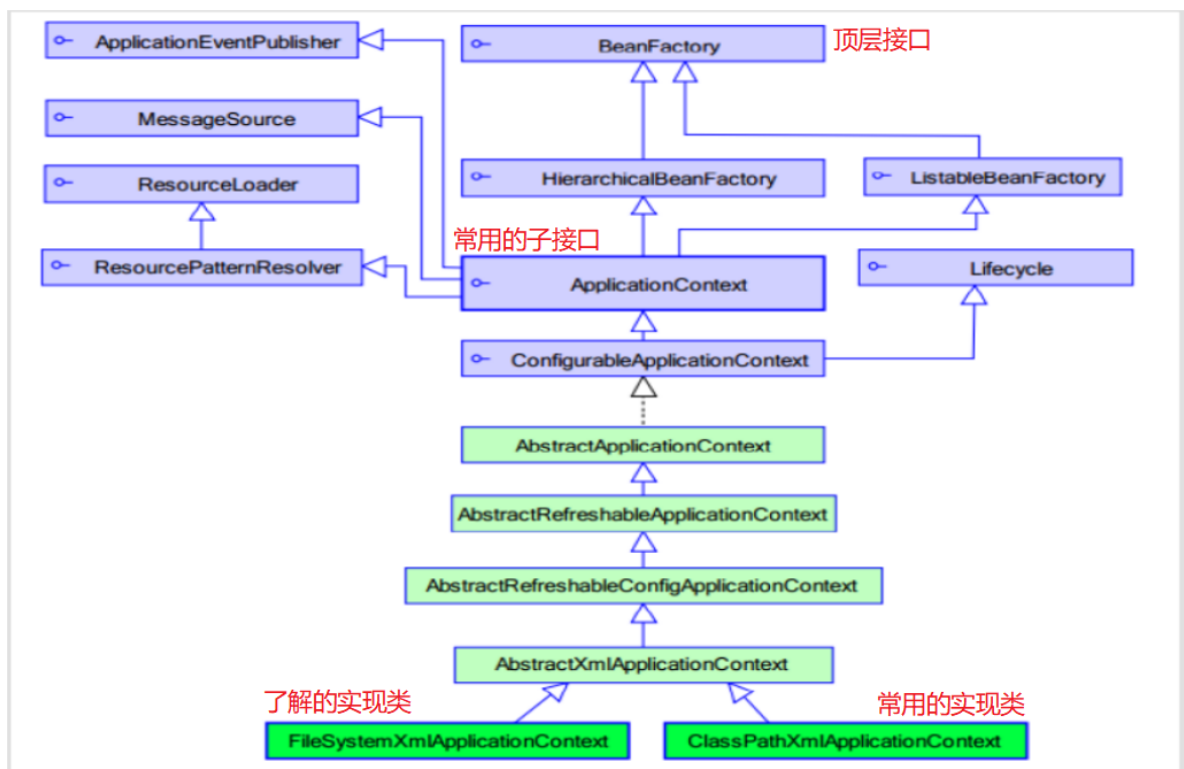 ApplicationEventPublisher
BeanFactory
顶层接口
MessageSource
ResourceLoader
HierarchicalBeanFactory
ListableBeanFactory
常用的子接口
ResourcePatternResolver
ApplicationContext
Lifecycle
ConfigurableApplicationContext
AbstractApplicationContext
AbstractRefreshableApplicationContext
AbstractRefreshableConfigApplicationContext
AbstractXmlApplicationContext
了解的实现类
常用的实现类
FileSystemXmlApplicationContext
ClassPathXmlApplicationContext